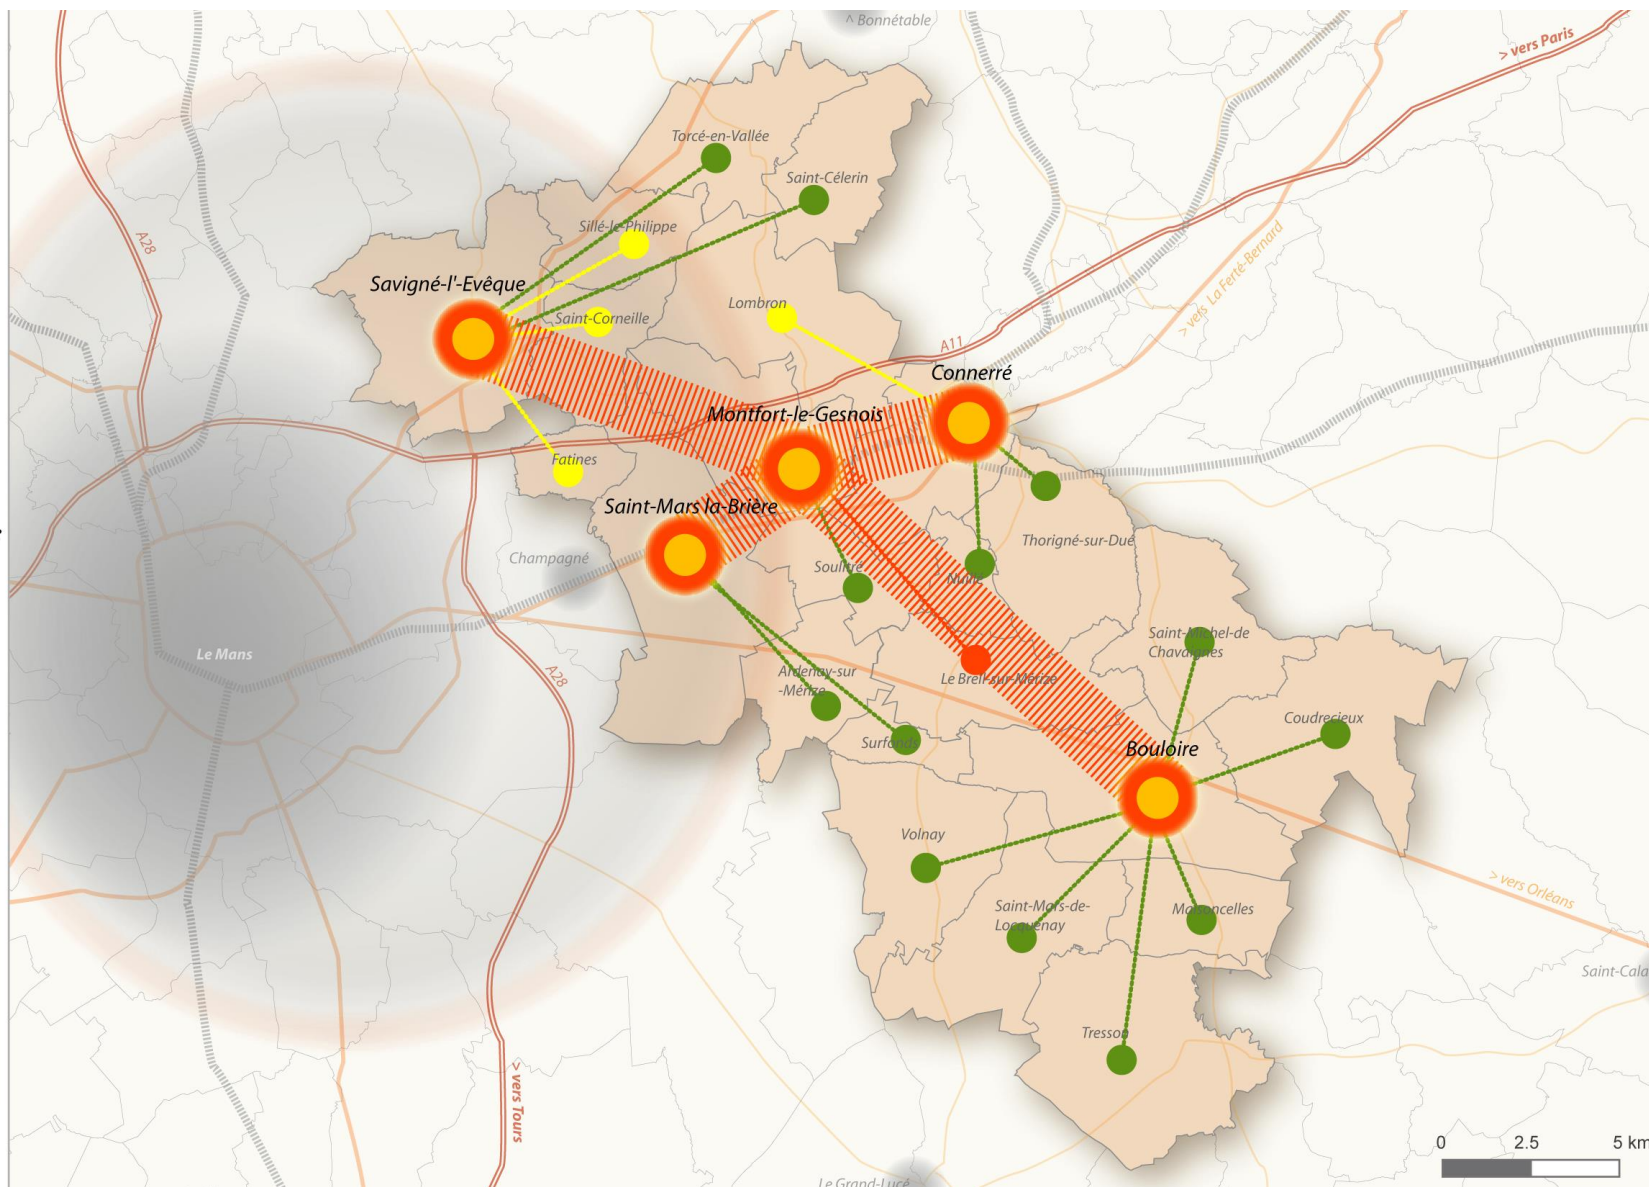 ^ Bonnétable
> vers Paris
Torcé-en-Vallée
Saint-Célerin
Sillé-le-Philippe
A28
Savigné-l'-Evêque
> vers La Ferté-Bernard
Lombron
Saint-Corneille
A11
Connerré
Montfort-le-Gesnois
Fatines
Saint-Mars la-Brière
Thorigné-sur-Dué
Champagné
Soulitré
Nuillé
Saint-Michel-de
Chavaignes
Le Mans
A28
Ardenay-sur
-Mérize
Le Breil-sur-Mérize
Coudrecieux
Surfonds
Bouloire
Volnay
> vers Orléans
Saint-Mars-de-
Locquenay
Maisoncelles
Saint-Cala
Tresson
> vers Tours
0 2.5 5 km
Le Grand-Lucé